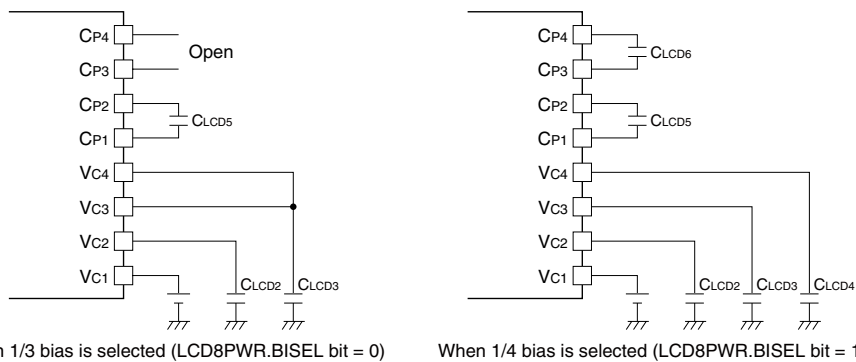 CP4
CP3
Open
CP2
CP1
CLCD5
VC4
VC3
VC2
VC1
CLCD2
CLCD3
1/3 bias is selected (LCD8PWR.BISEL bit = 0)
CP4
CP3
CLCD6
CP2
CP1
CLCD5
VC4
VC3
VC2
VC1
CLCD2
CLCD3
CLCD4
When 1/4 bias is selected (LCD8PWR.BISEL bit = 1